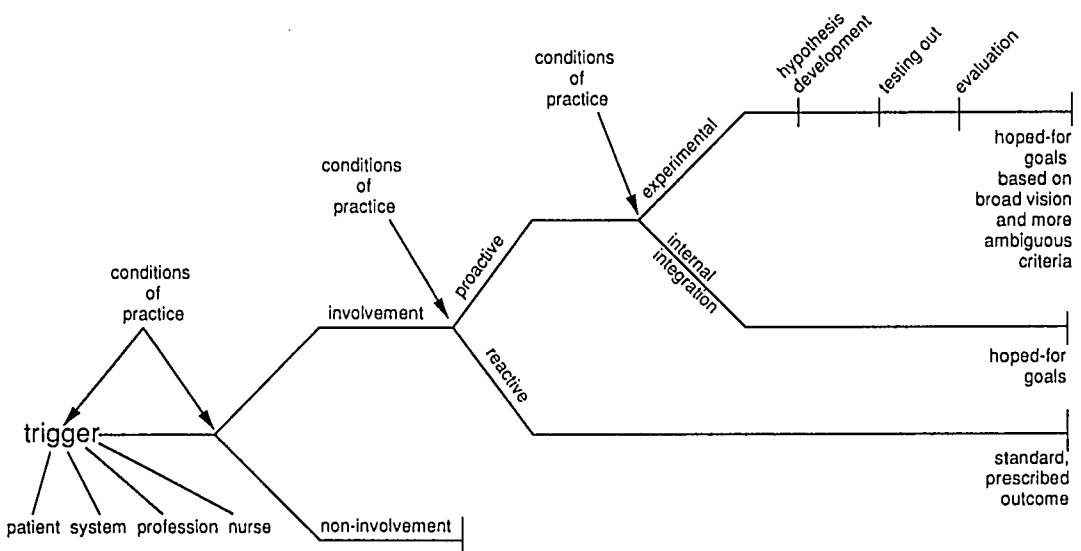 hypothesis
development
testing out
evaluation
conditions
of
practice
experimental
hoped-for
goals
based on
broad vision
and more
ambiguous
criteria
conditions
of
practice
proactive
internal
integration
conditions
of
practice
involvement
reactive
hoped-for
goals
trigger
standard,
prescribed
outcome
patient system profession nurse
non-involvement